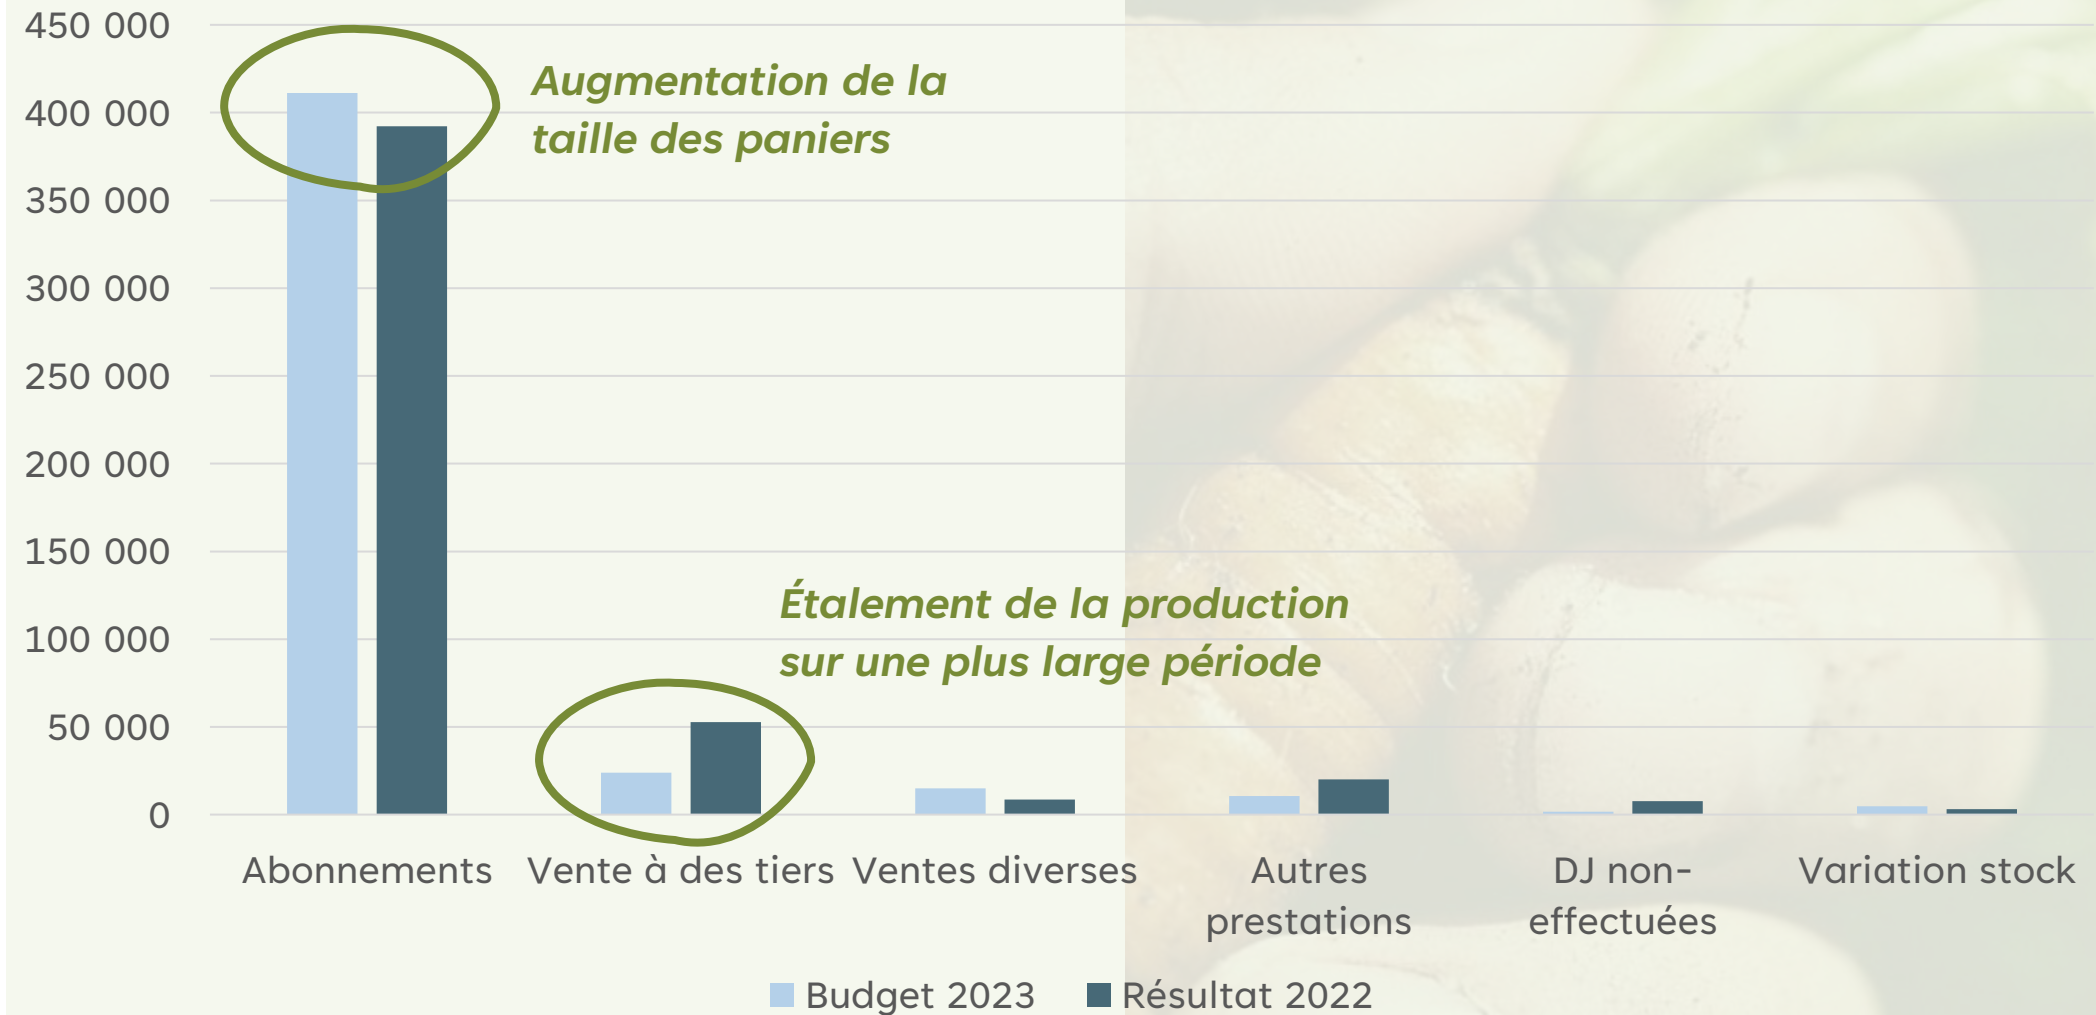 450 000
400 000
350 000
300 000
250 000
200 000
150 000
100 000
50 000
0
Augmentation de la
taille des paniers
Étalement de la production
sur une plus large période
Abonnements
Vente à des tiers
Ventes diverses
Autres
prestations
DJ non-
effectuées
Variation stock
Budget 2023
Résultat 2022